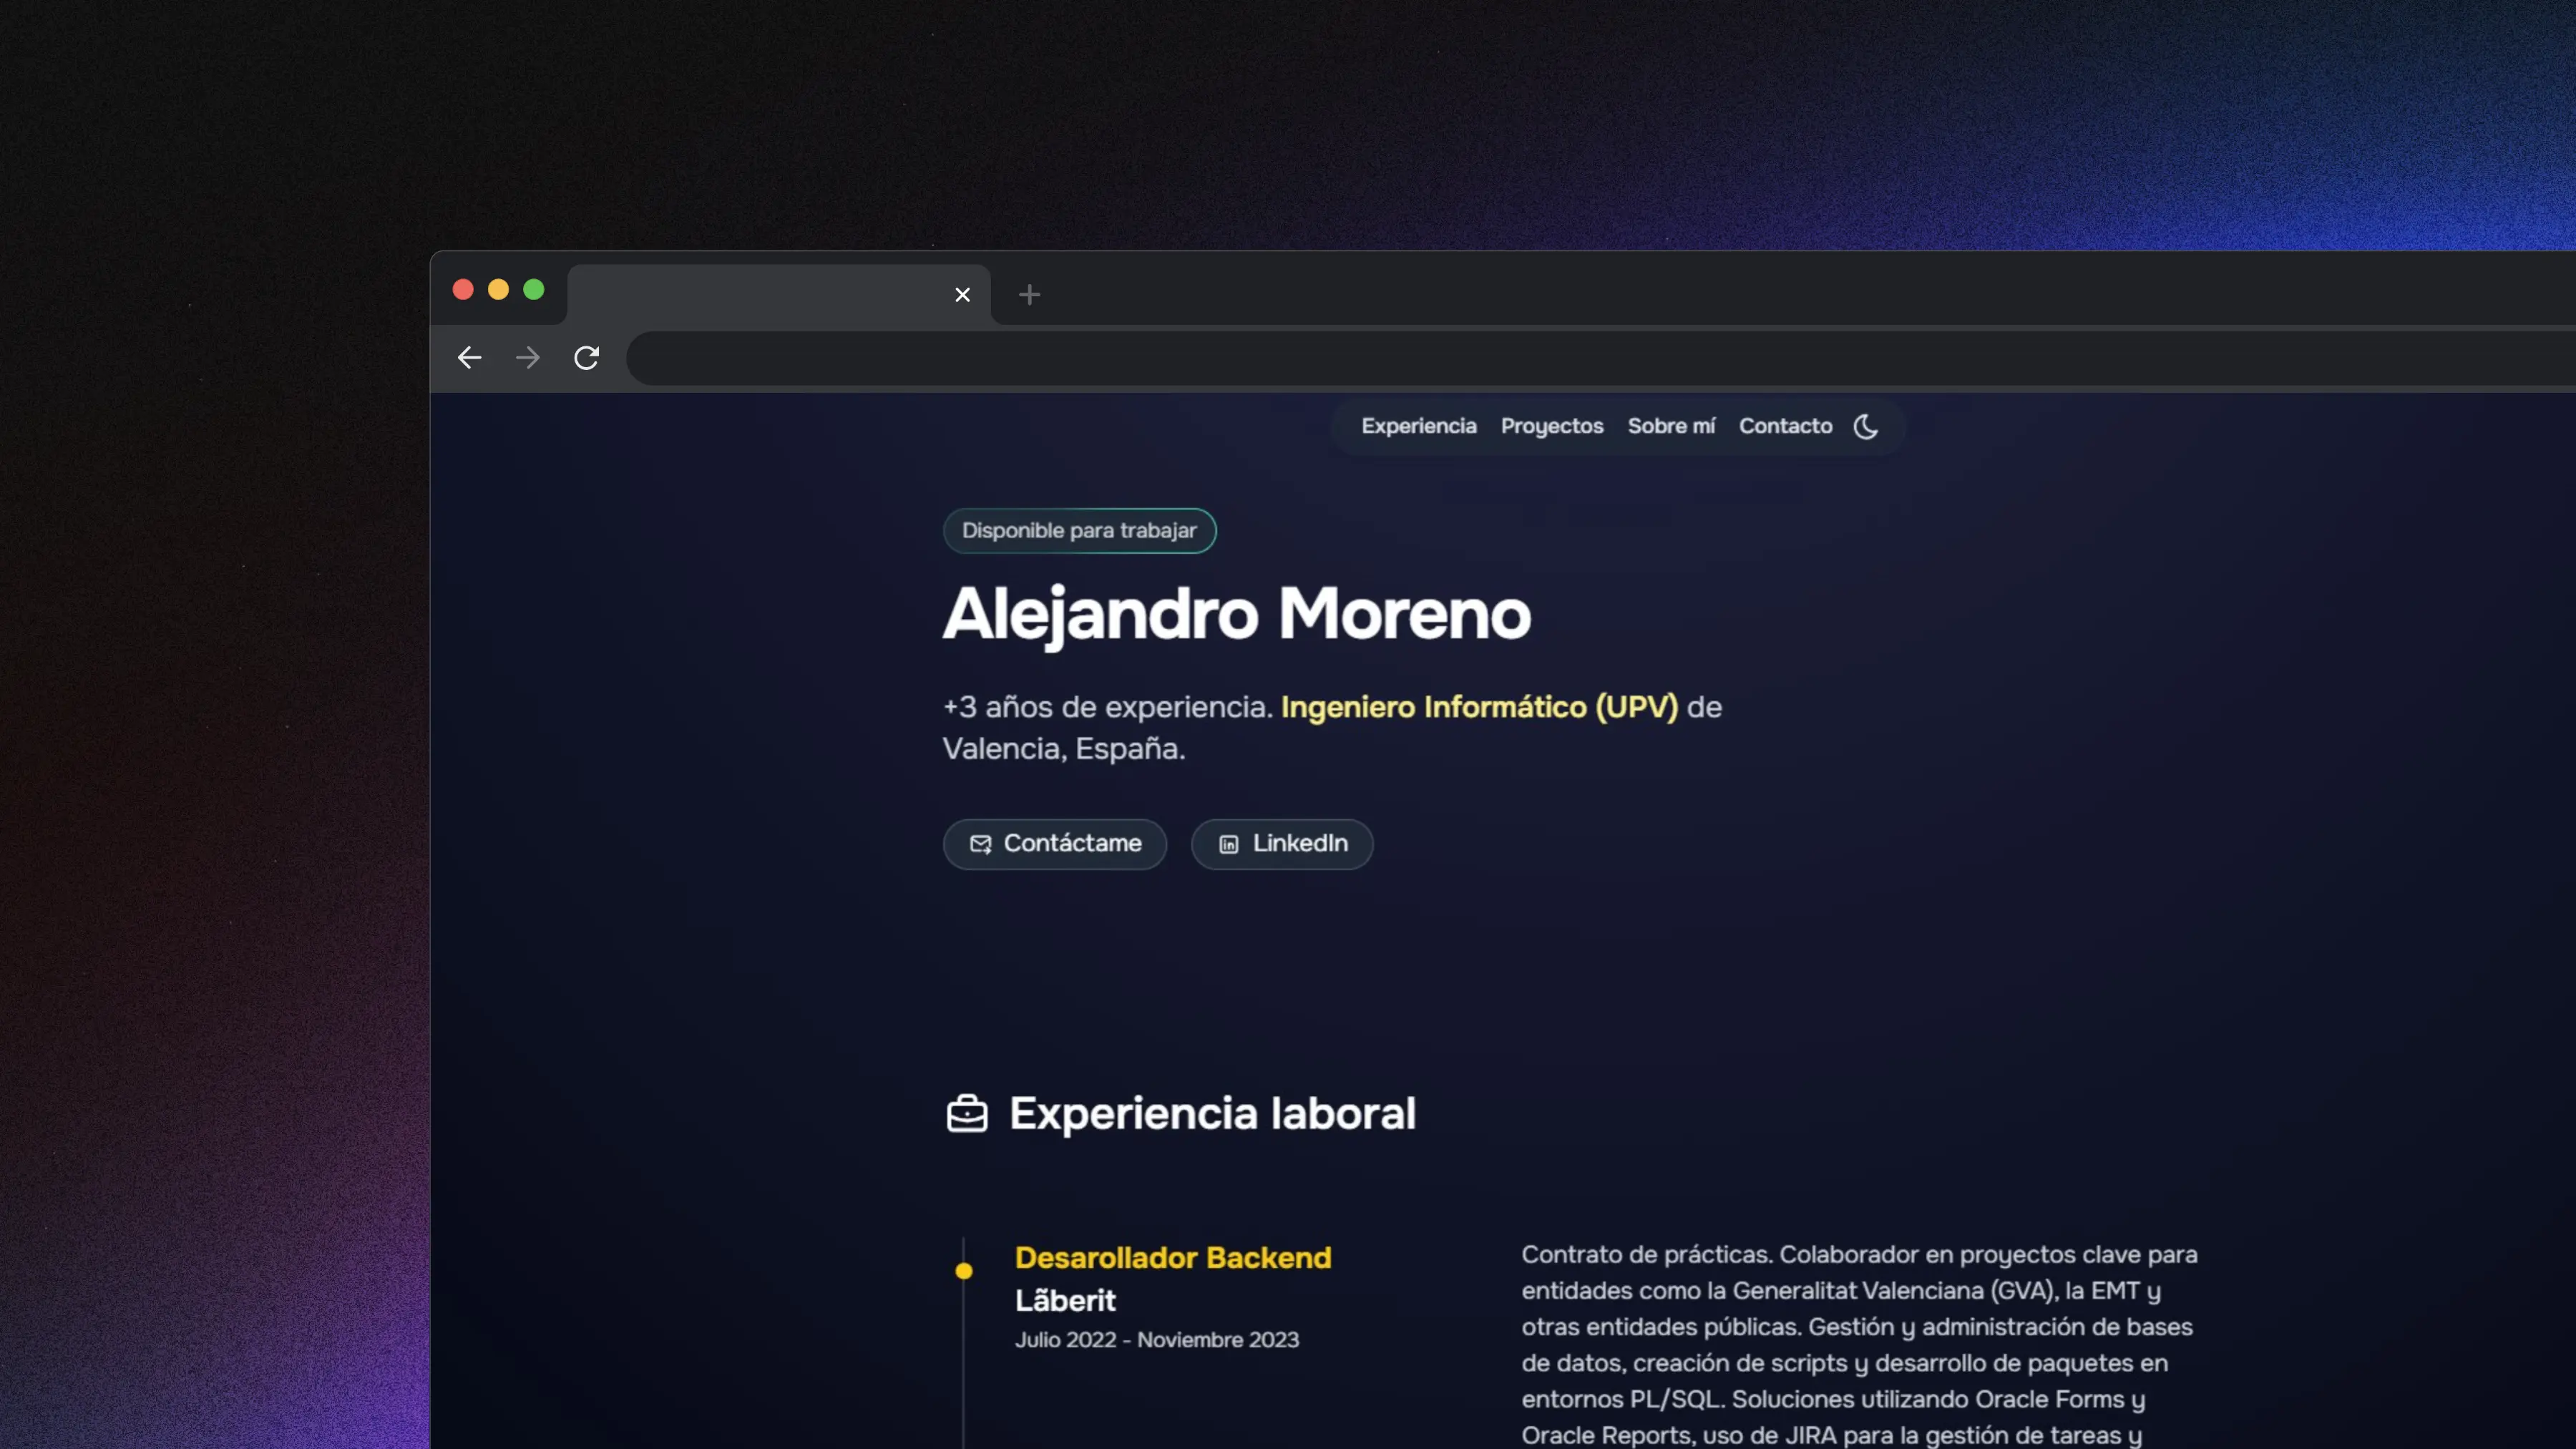 Experiencia Proyectos Sobre mí Contacto
Disponible para trabajar
Alejandro Moreno
+3 años de experiencia. Ingeniero Informático (UPV) de
Valencia, España.
Contáctame LinkedIn
Experiencia laboral
Desarollador Backend
Lãberit
Julio 2022 - Noviembre 2023
Contrato de prácticas. Colaborador en proyectos clave para
entidades como la Generalitat Valenciana (GVA), la EMT y
otras entidades públicas. Gestión y administración de bases
de datos, creación de scripts y desarrollo de paquetes en
entornos PL/SQL. Soluciones utilizando Oracle Forms y
Oracle Reports, uso de JIRA para la gestión de tareas y